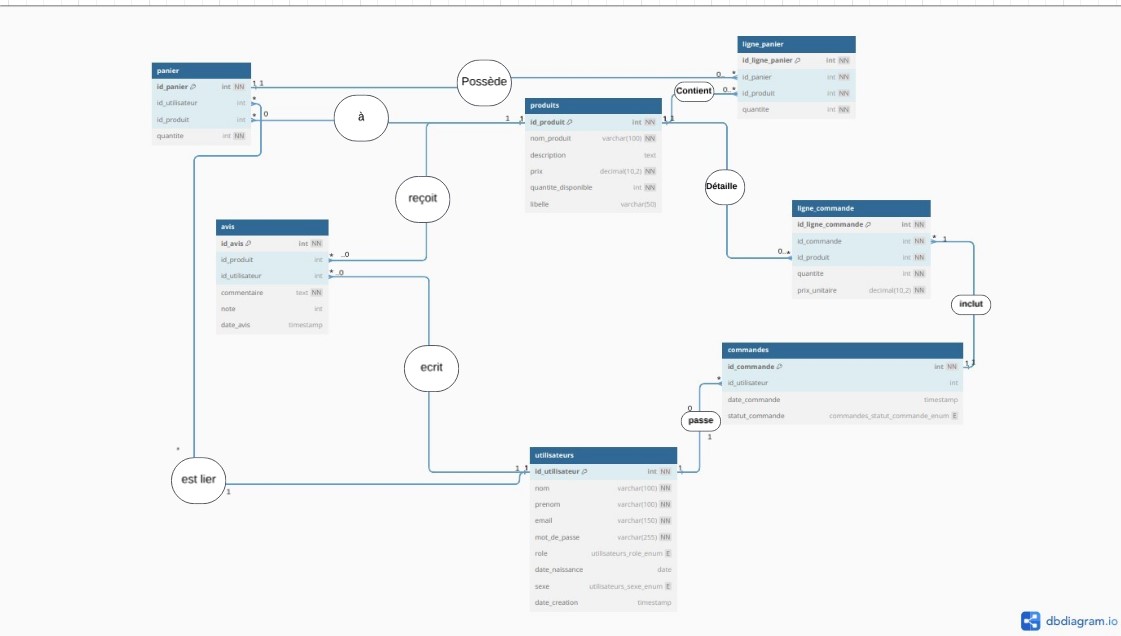 ligne_panier
id_ligne_panier int NN
0.. * id_panier int NN
0..* id_produit int NN
quantite int NN
panier
id_panier int NN 1 1
id_utilisateur int *
id_produit int * 0
quantite int NN
Possède
Contient
à
produits
1 1 id_produit int NN 1 1
nom_produit varchar(100) NN
description text
prix decimal(10,2) NN
quantite_disponible int NN
libelle varchar(50)
reçoit
Détaille
ligne_commande
id_ligne_commande int NN
id_commande int NN * 1
0..* id_produit int NN
quantite int NN
prix_unitaire decimal(10,2) NN
avis
id_avis int NN
id_produit int * ..0
id_utilisateur int * ..0
commentaire text NN
note int
date_avis timestamp
inclut
commandes
id_commande int NN 1 1
* id_utilisateur int
date_commande timestamp
statut_commande commandes_statut_commande_enum E
ecrit
0
passe
1
* est lier 1
utilisateurs
1 1 id_utilisateur int NN 1
nom varchar(100) NN
prenom varchar(100) NN
email varchar(150) NN
mot_de_passe varchar(255) NN
role utilisateurs_role_enum E
date_naissance date
sexe utilisateurs_sexe_enum E
date_creation timestamp
dbdiagram.io